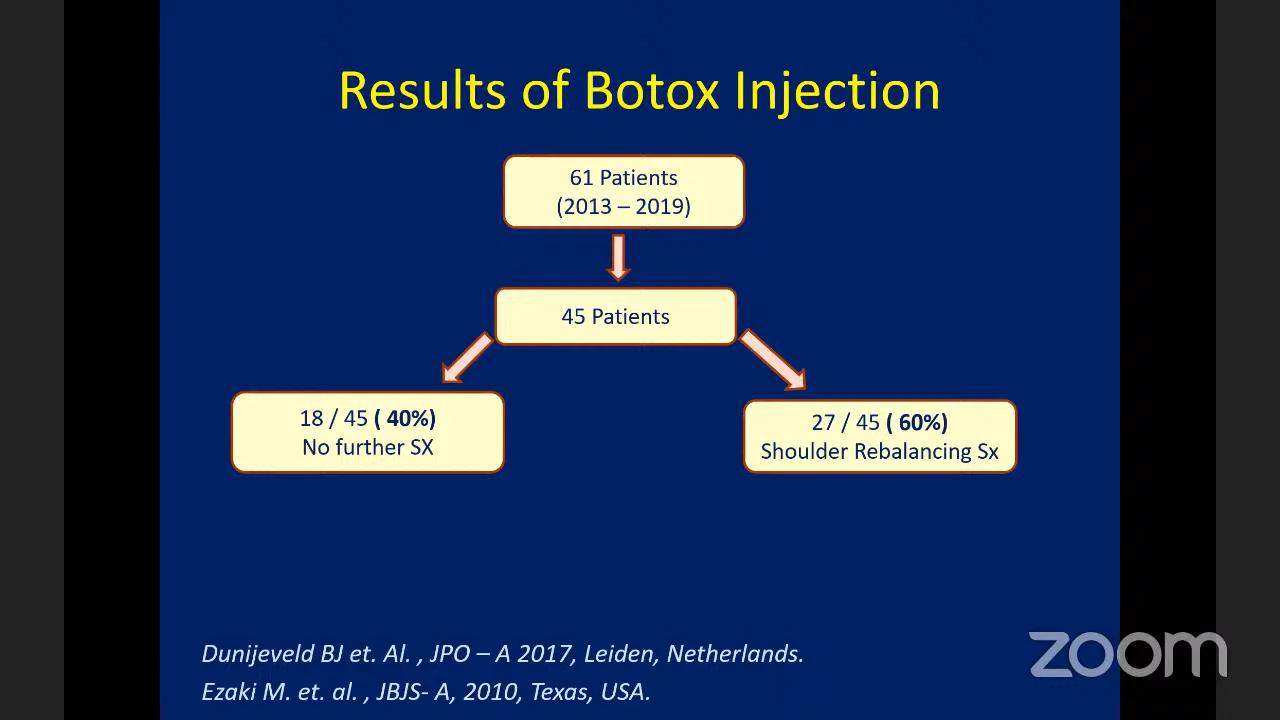 Results of Botox Injection
61 Patients
(2013 – 2019)
45 Patients
18 / 45 ( 40%)
No further SX
27 / 45 ( 60%)
Shoulder Rebalancing Sx
Dunijeveld BJ et. Al. , JPO – A 2017, Leiden, Netherlands.
Ezaki M. et. al. , JBJS- A, 2010, Texas, USA.
zoom